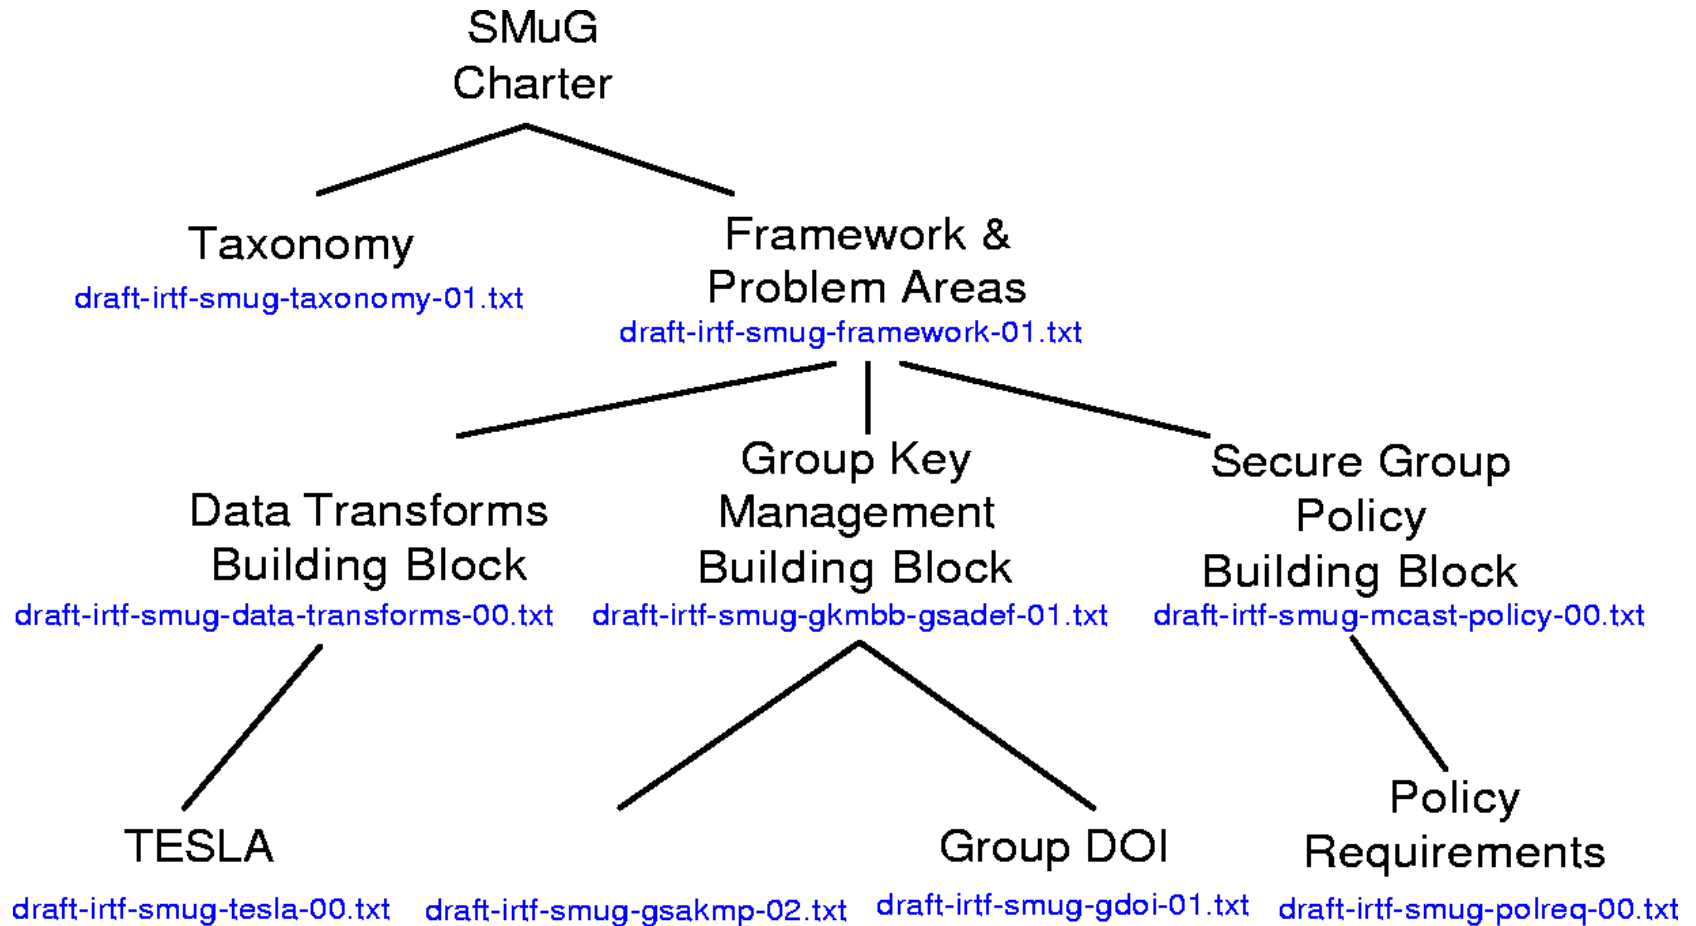 SMuG
Charter
Taxonomy
draft-irtf-smug-taxonomy-01.txt
Framework &
Problem Areas
draft-irtf-smug-framework-01.txt
Data Transforms
Building Block
draft-irtf-smug-data-transforms-00.txt
Group Key
Management
Building Block
draft-irtf-smug-gkmbb-gsadef-01.txt
Secure Group
Policy
Building Block
draft-irtf-smug-mcast-policy-00.txt
TESLA
draft-irtf-smug-tesla-00.txt
draft-irtf-smug-gsakmp-02.txt
Group DOI
draft-irtf-smug-gdoi-01.txt
Policy
Requirements
draft-irtf-smug-polreq-00.txt